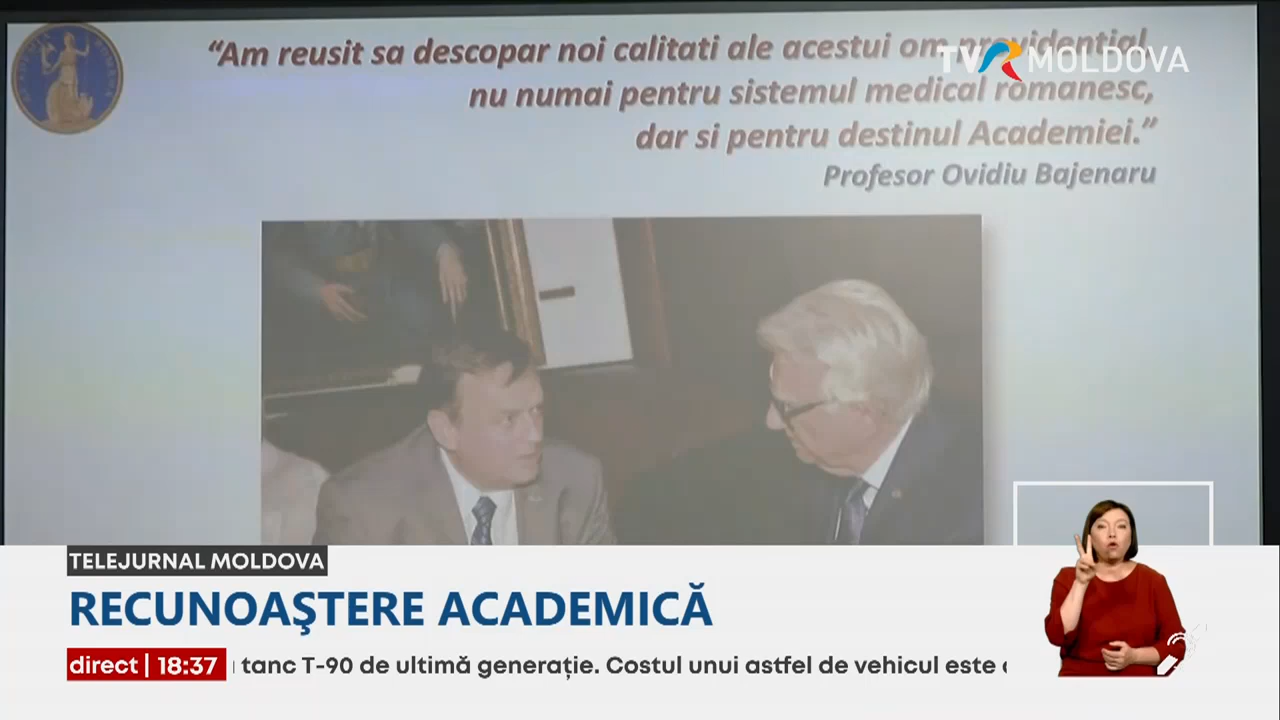 “Am reusit sa descopar noi calitati ale acestui om providential
nu numai pentru sistemul medical romanesc,
dar si pentru destinul Academiei.”
Profesor Ovidiu Bajenaru
TVR MOLDOVA
TELEJURNAL MOLDOVA
RECUNOAŞTERE ACADEMICĂ
direct | 18:37
tanc T-90 de ultimă generație. Costul unui astfel de vehicul este